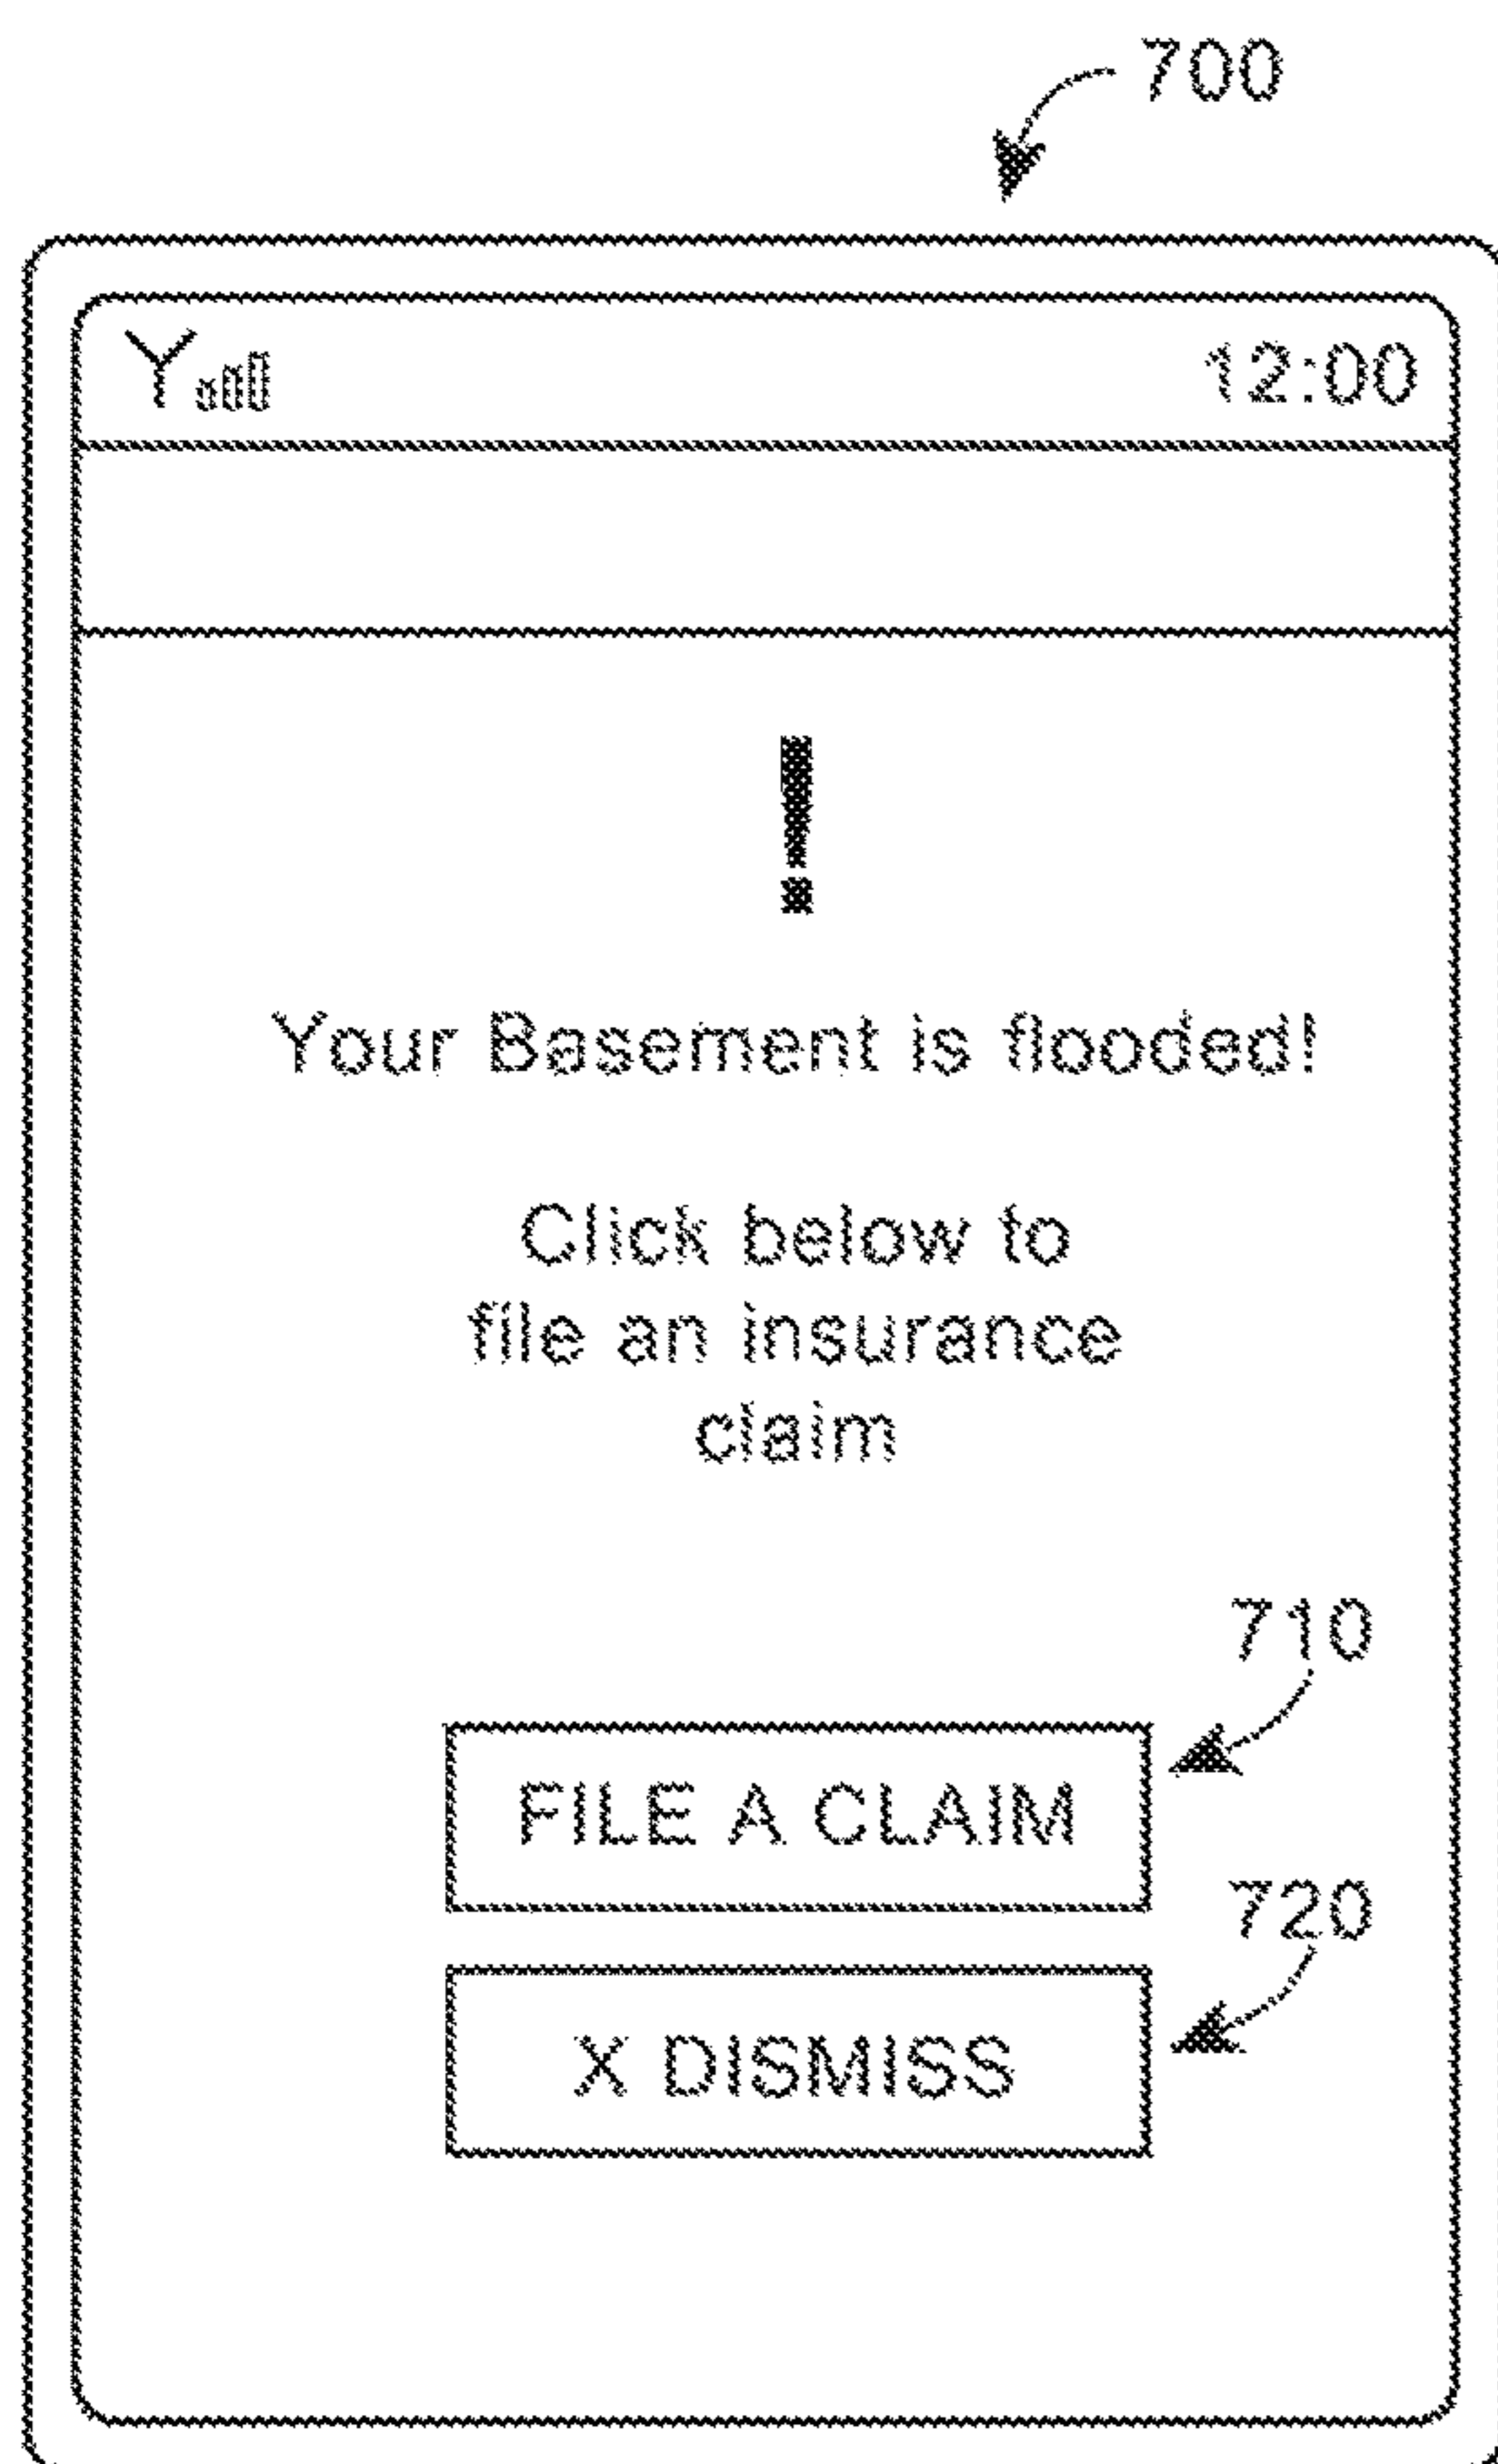 700
12:00
!
Your Basement is flooded!
Click below to
file an insurance
claim
710
FILE A CLAIM
720
X DISMISS